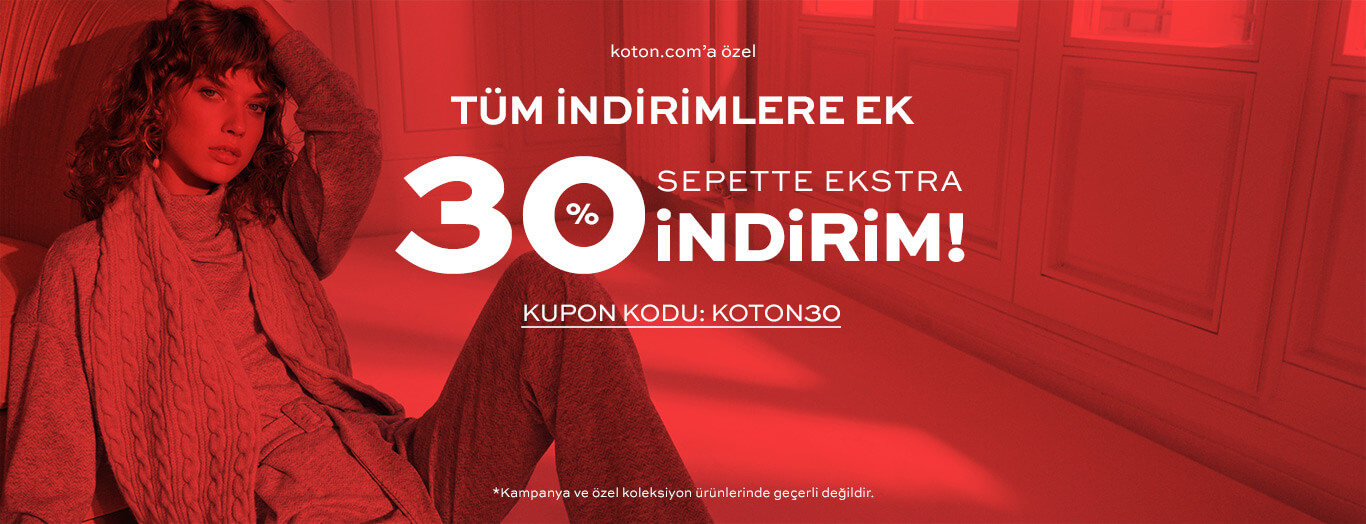 koton.com’a özel
TÜM İNDİRİMLERE EK
30% SEPETTE EKSTRA
İNDİRİM!
KUPON KODU: KOTON30
*Kampanya ve özel koleksiyon ürünlerinde geçerli değildir.